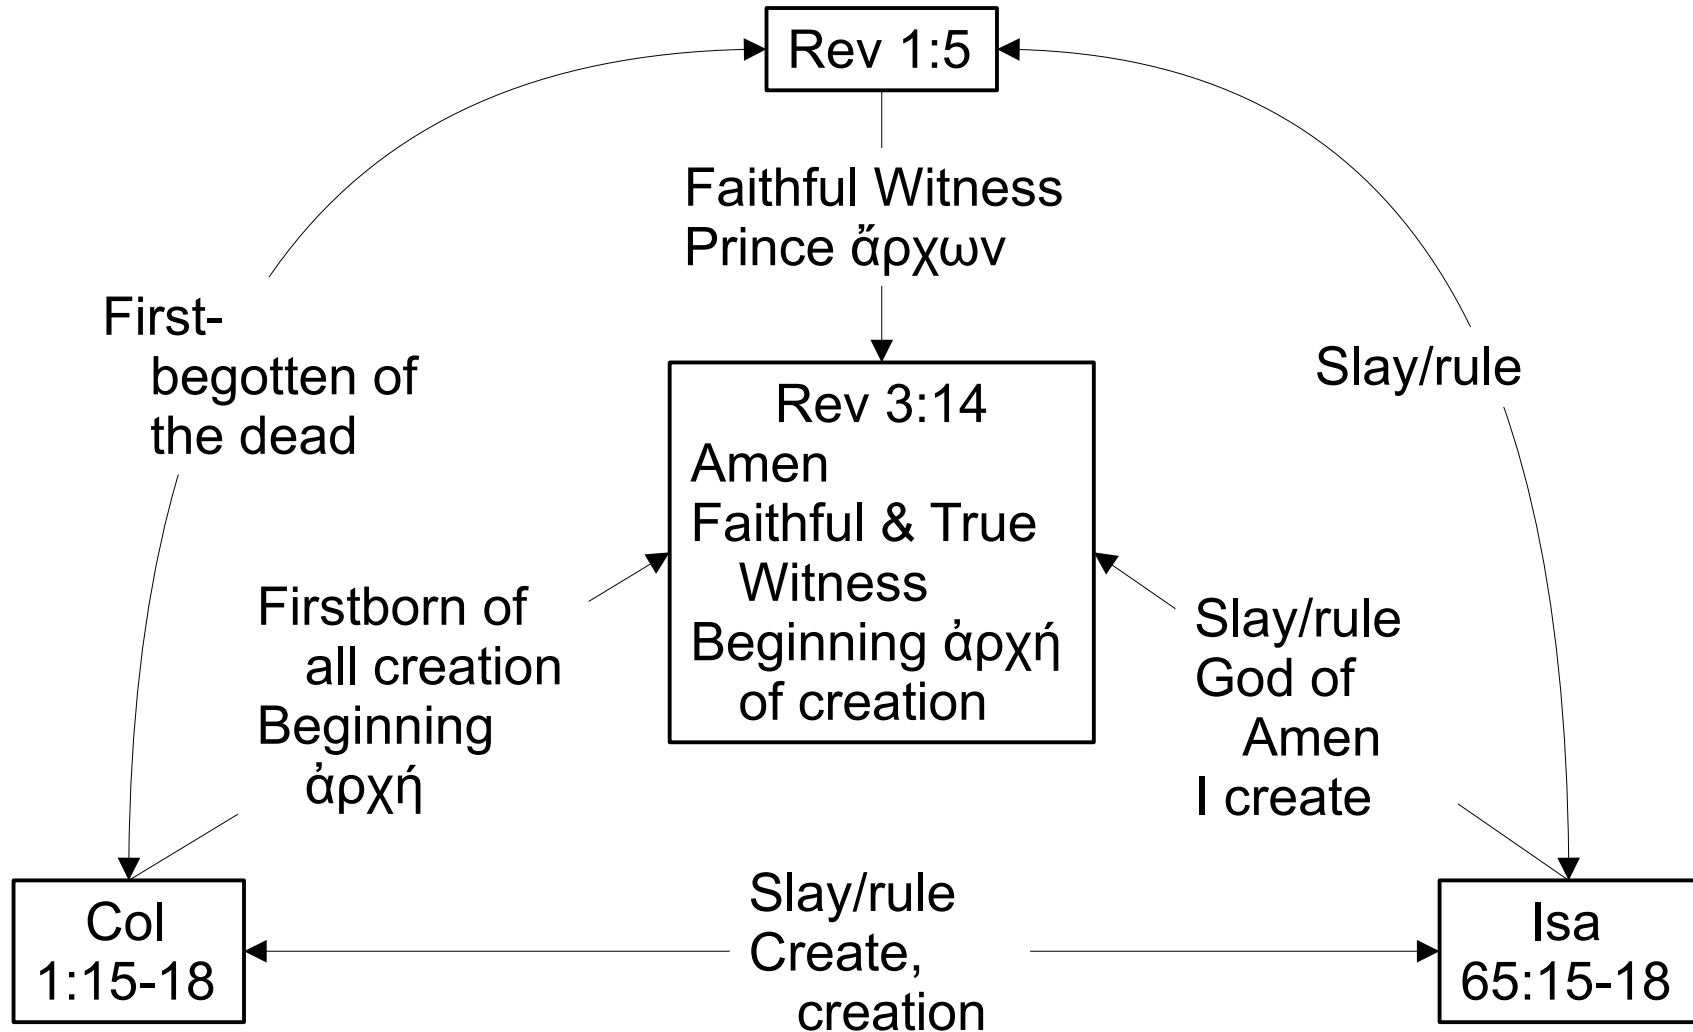 Rev 1:5
Faithful Witness
Prince ἄρχων
First-
begotten of
the dead
Slay/rule
Rev 3:14
Amen
Faithful & True
Witness
Beginning ἀρχή
of creation
Firstborn of
all creation
Beginning
ἀρχή
Slay/rule
God of
Amen
I create
Col
1:15-18
Slay/rule
Create,
creation
Isa
65:15-18